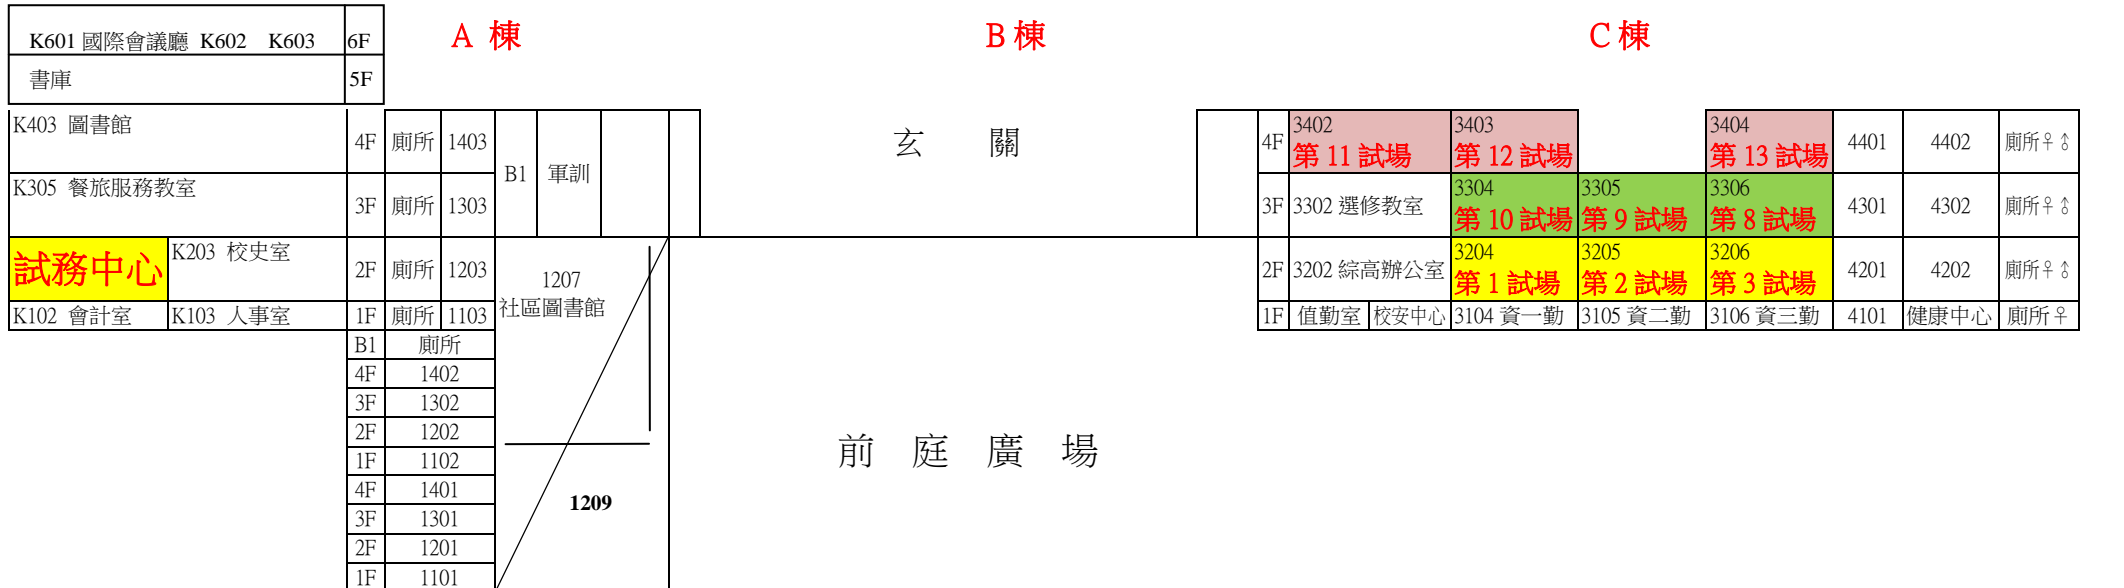 A 棟
B 棟
C 棟
K601 國際會議廳 K602 K603 6F
書庫 5F
K403 圖書館 4F 廁所 1403
K305 餐旅服務教室 3F 廁所 1303
B1 軍訓
試務中心 K203 校史室 2F 廁所 1203
K102 會計室 K103 人事室 1F 廁所 1103
1207
社區圖書館
B1 廁所
4F 1402
3F 1302
2F 1202
1F 1102
4F 1401
3F 1301
2F 1201
1F 1101
1209
玄 關
前 庭 廣 場
4F 3402 第 11 試場 3403 第 12 試場 3404 第 13 試場 4401 4402 廁所♀♂
3F 3302 選修教室 3304 第 10 試場 3305 第 9 試場 3306 第 8 試場 4301 4302 廁所♀♂
2F 3202 綜高辦公室 3204 第 1 試場 3205 第 2 試場 3206 第 3 試場 4201 4202 廁所♀♂
1F 值勤室 校安中心 3104 資一勤 3105 資二勤 3106 資三勤 4101 健康中心 廁所♀